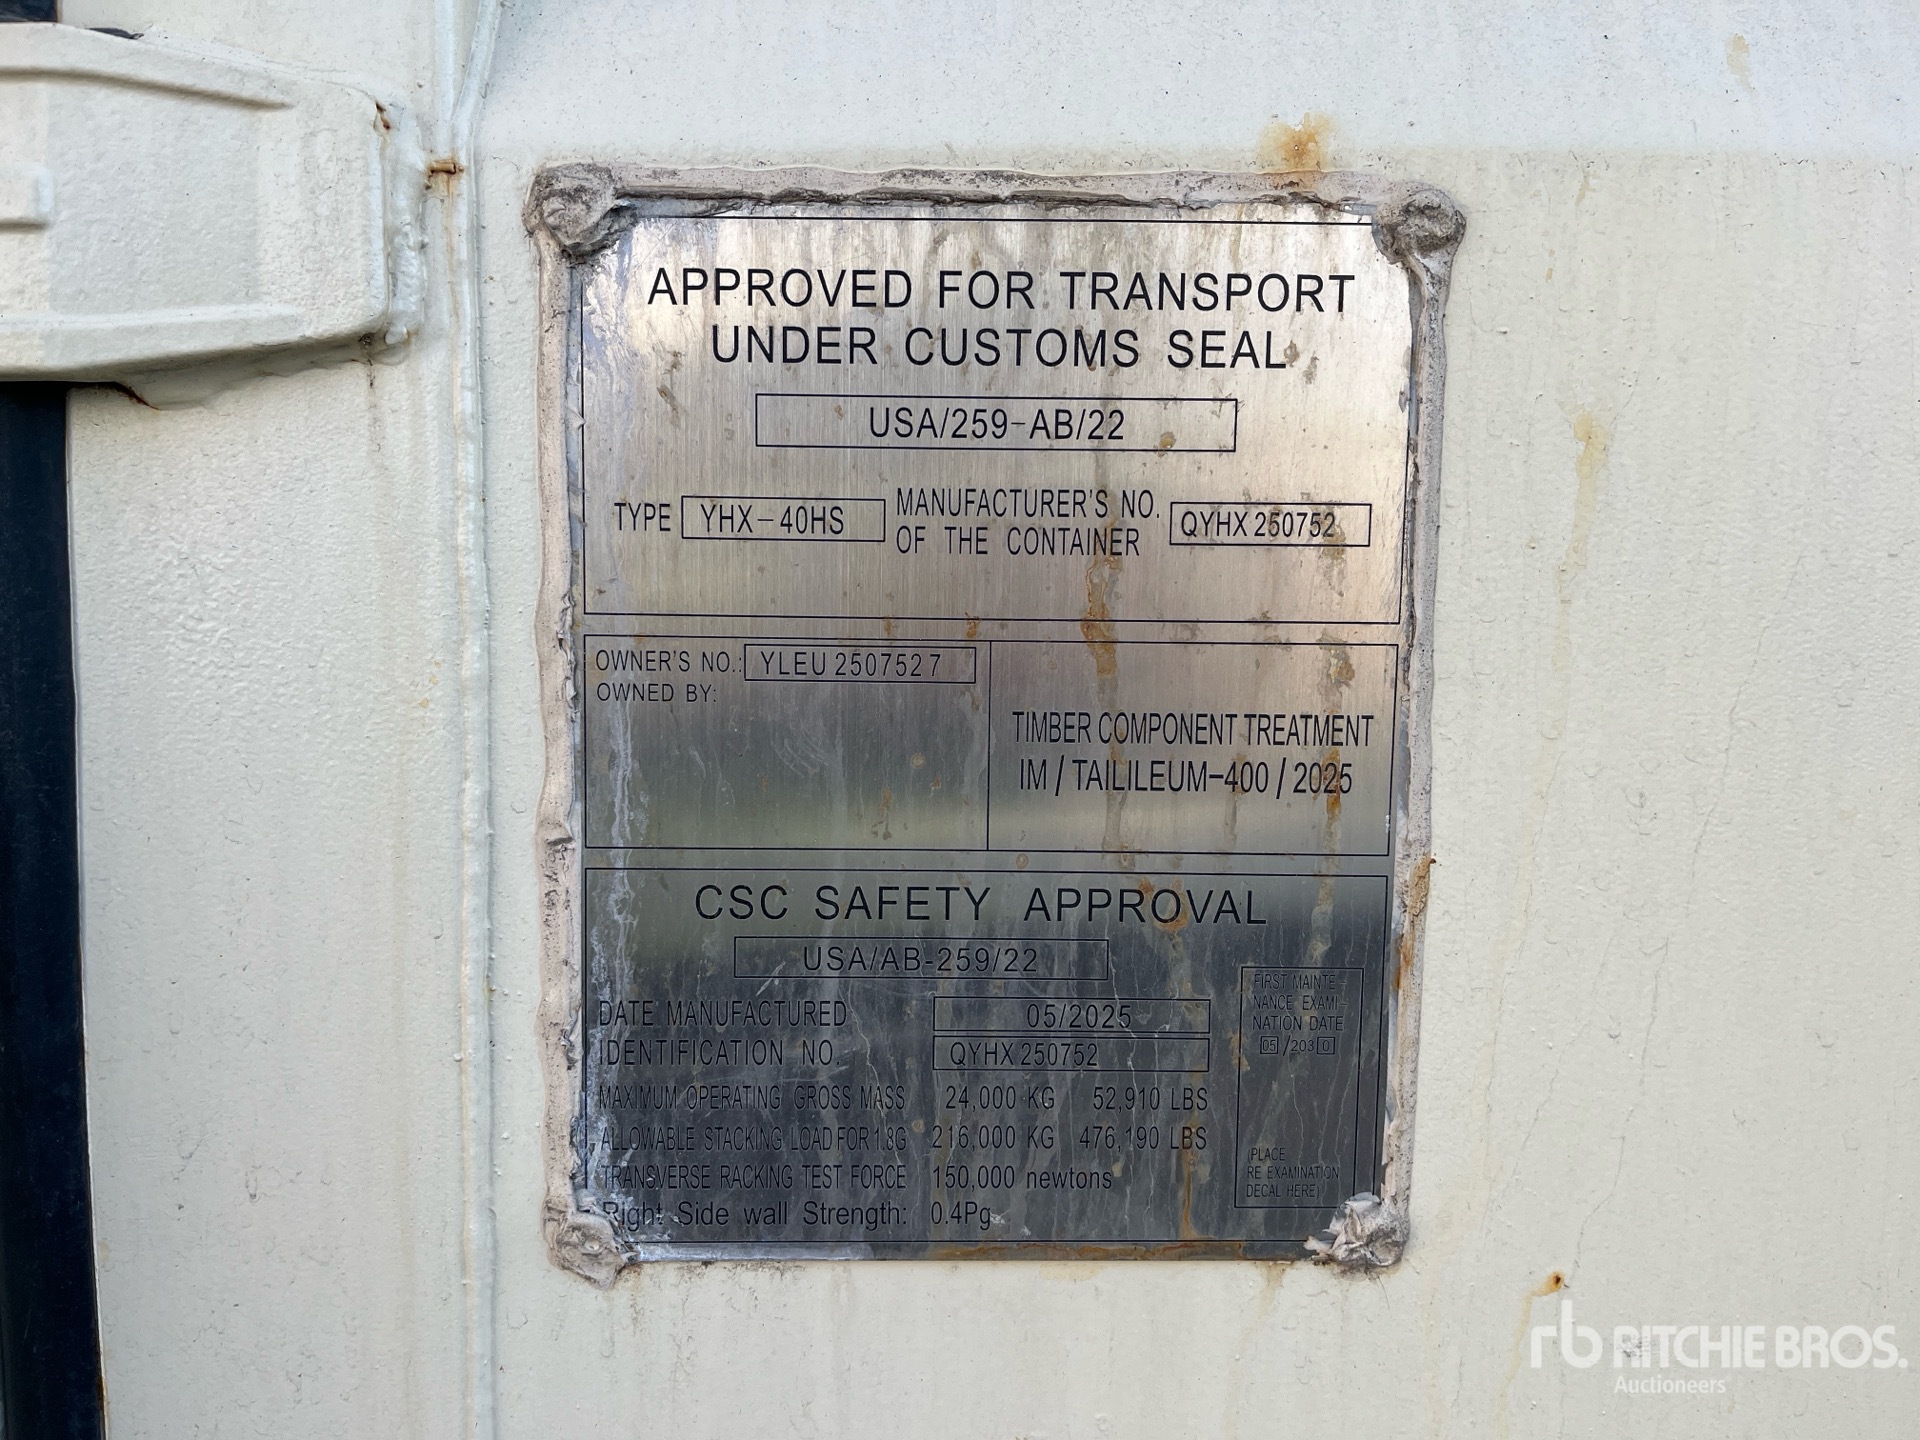 APPROVED FOR TRANSPORT
UNDER CUSTOMS SEAL
USA/259-AB/22
TYPE YHX-40HS MANUFACTURER'S NO. OF THE CONTAINER QYHX 250752
OWNER'S NO.: YLEU 250752 7
OWNED BY:
TIMBER COMPONENT TREATMENT
IM / TAILILEUM-400 / 2025
CSC SAFETY APPROVAL
USA/AB-259/22
DATE MANUFACTURED 05/2025
IDENTIFICATION NO. QYHX 250752
MAXIMUM OPERATING GROSS MASS 24,000 KG 52,910 LBS
ALLOWABLE STACKING LOAD FOR 1.8G 216,000 KG 476,190 LBS
TRANSVERSE RACKING TEST FORCE 150,000 newtons
Right Side wall Strength: 0.4Pg
FIRST MAINTE-
NANCE EXAMI-
NATION DATE
05/2030
(PLACE
RE EXAMINATION
DECAL HERE)
rb RITCHIE BROS.
Auctioneers